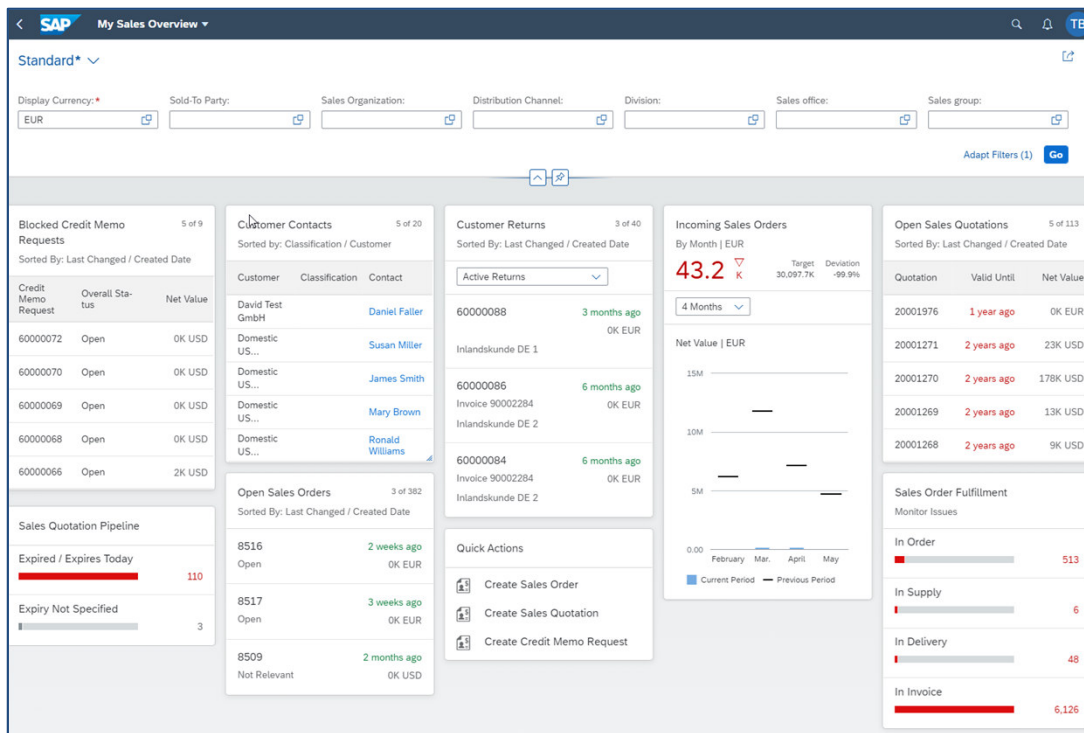 SAP My Sales Overview
TB
Standard*
Display Currency:*
Sold-To Party:
Sales Organization:
Distribution Channel:
Division:
Sales office:
Sales group:
EUR
Adapt Filters (1) Go
Blocked Credit Memo
Requests
5 of 9
Sorted By: Last Changed / Created Date
Credit
Memo
Request
Overall Sta-
tus
Net Value
60000072 Open 0K USD
60000070 Open 0K USD
60000069 Open 0K USD
60000068 Open 0K USD
60000066 Open 2K USD
Sales Quotation Pipeline
Expired / Expires Today
110
Expiry Not Specified
3
Customer Contacts 5 of 20
Sorted by: Classification / Customer
Customer Classification Contact
David Test
GmbH
Daniel Faller
Domestic
US...
Susan Miller
Domestic
US...
James Smith
Domestic
US...
Mary Brown
Domestic
US...
Ronald
Williams
Open Sales Orders 3 of 382
Sorted By: Last Changed / Created Date
8516 2 weeks ago
Open 0K EUR
8517 3 weeks ago
Open 0K EUR
8509 2 months ago
Not Relevant 0K USD
Customer Returns 3 of 40
Sorted By: Last Changed / Created Date
Active Returns
60000088 3 months ago
0K EUR
Inlandskunde DE 1
60000086 6 months ago
Invoice 90002284 0K EUR
Inlandskunde DE 2
60000084 6 months ago
Invoice 90002284 0K EUR
Inlandskunde DE 2
Quick Actions
Create Sales Order
Create Sales Quotation
Create Credit Memo Request
Incoming Sales Orders
By Month | EUR
43.2 K
Target Deviation
30,097.7K -99.9%
4 Months
Net Value | EUR
15M
10M
5M
0.00
February Mar. April May
Current Period Previous Period
Open Sales Quotations 5 of 113
Sorted By: Last Changed / Created Date
Quotation Valid Until Net Value
20001976 1 year ago 0K EUR
20001271 2 years ago 23K USD
20001270 2 years ago 178K USD
20001269 2 years ago 13K USD
20001268 2 years ago 9K USD
Sales Order Fulfillment
Monitor Issues
In Order
513
In Supply
6
In Delivery
48
In Invoice
6,126